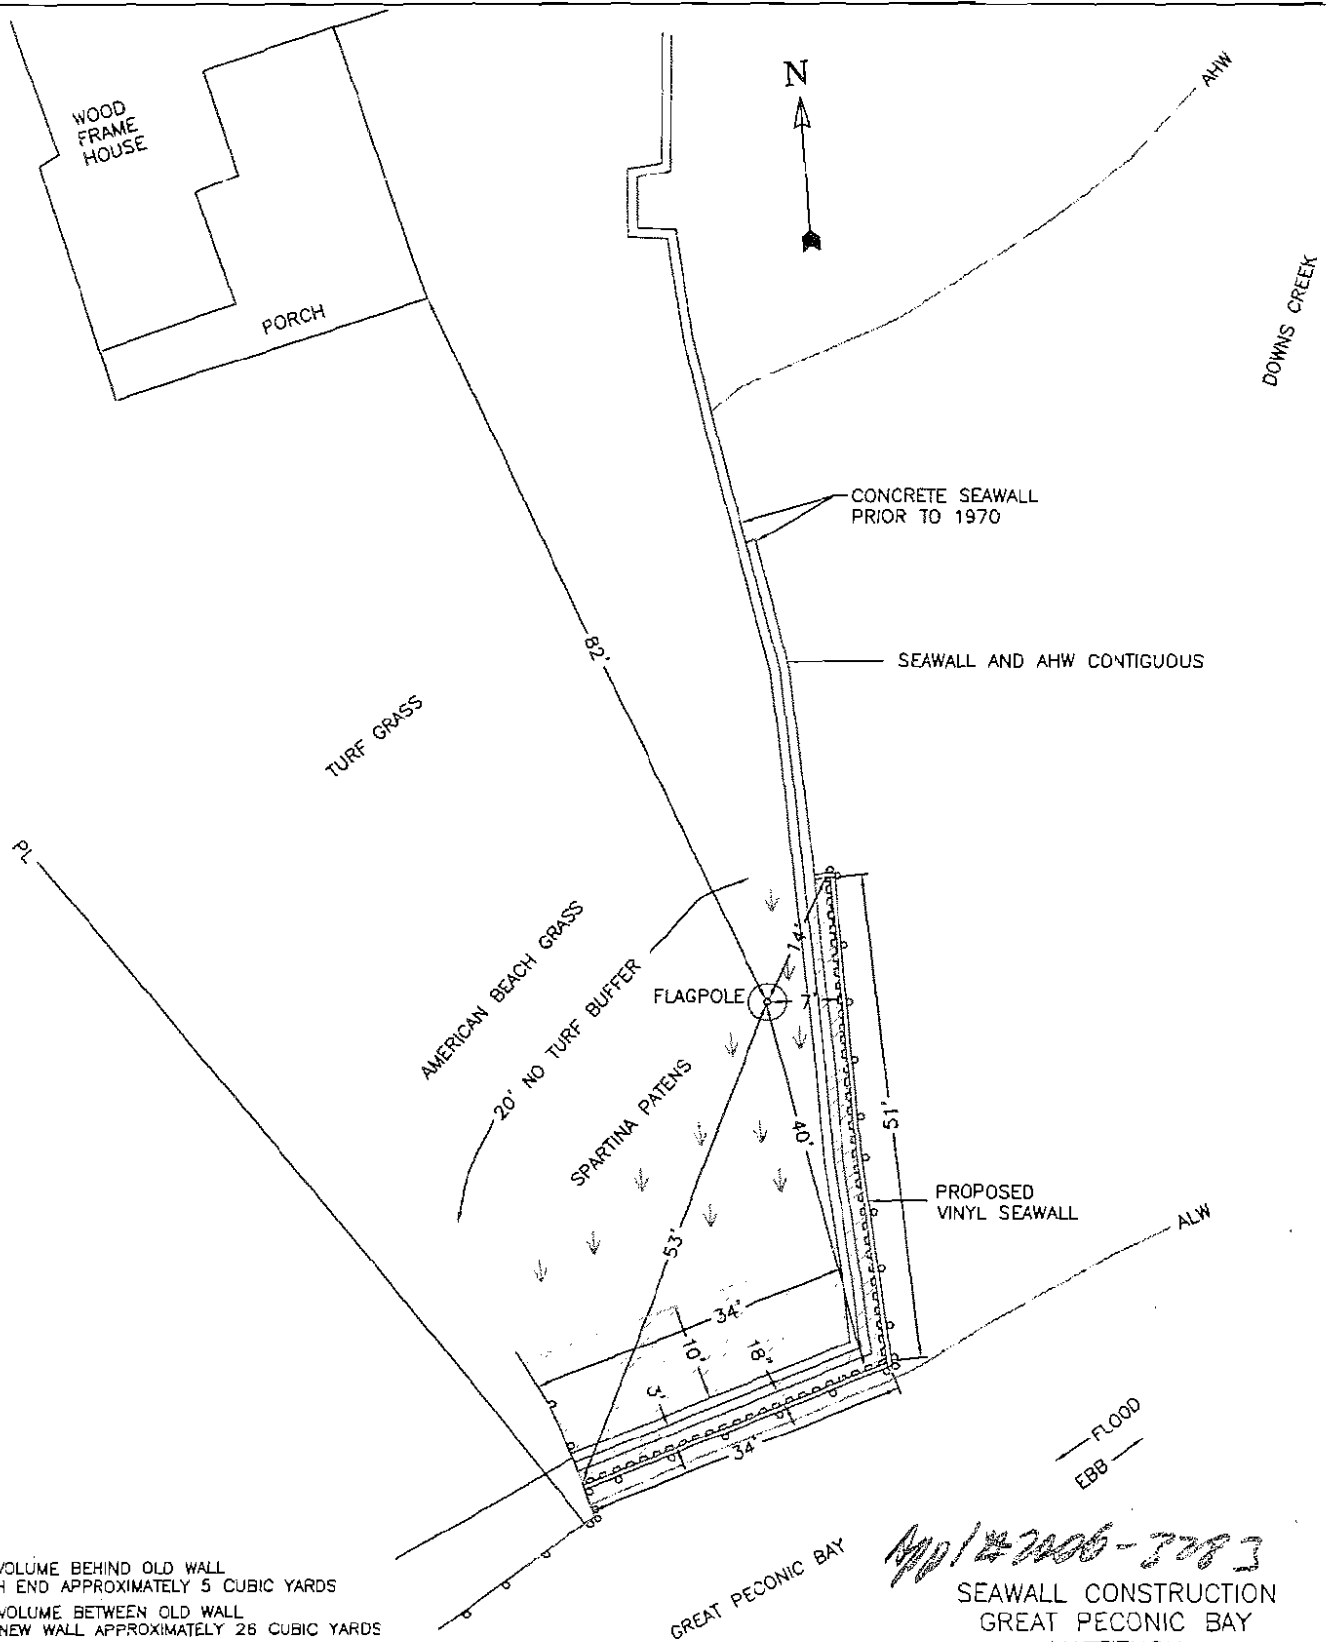 N
AHW
WOOD
FRAME
HOUSE
PORCH
DOWNS CREEK
CONCRETE SEAWALL
PRIOR TO 1970
82'
SEAWALL AND AHW CONTIGUOUS
TURF GRASS
PL
AMERICAN BEACH GRASS
20' NO TURF BUFFER
14'
FLAGPOLE
7'
SPARTINA PATENS
40'
51'
PROPOSED
VINYL SEAWALL
ALW
53'
34'
10'
18"
3'
34'
FLOOD
EBB
GREAT PECONIC BAY
VOLUME BEHIND OLD WALL
END APPROXIMATELY 5 CUBIC YARDS
VOLUME BETWEEN OLD WALL
NEW WALL APPROXIMATELY 26 CUBIC YARDS
SEAWALL CONSTRUCTION
GREAT PECONIC BAY